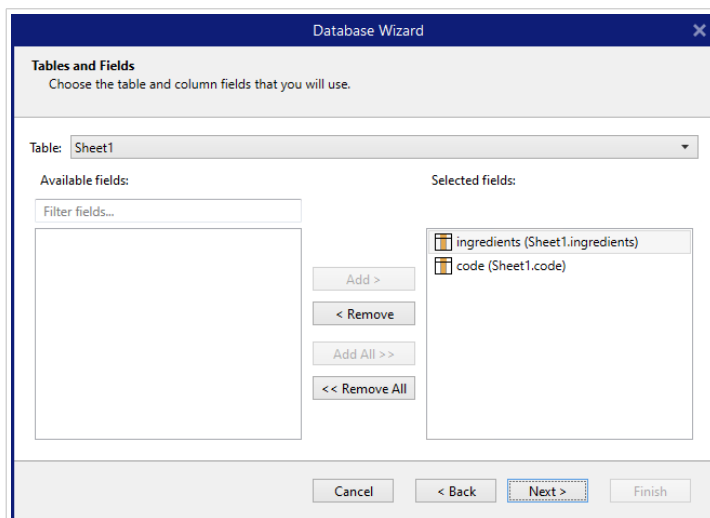 Database Wizard
Tables and Fields
Choose the table and column fields that you will use.
Table: Sheet1
Available fields:
Selected fields:
Filter fields...
ingredients (Sheet1.ingredients)
code (Sheet1.code)
Add >
< Remove
Add All >>
<< Remove All
Cancel
< Back
Next >
Finish